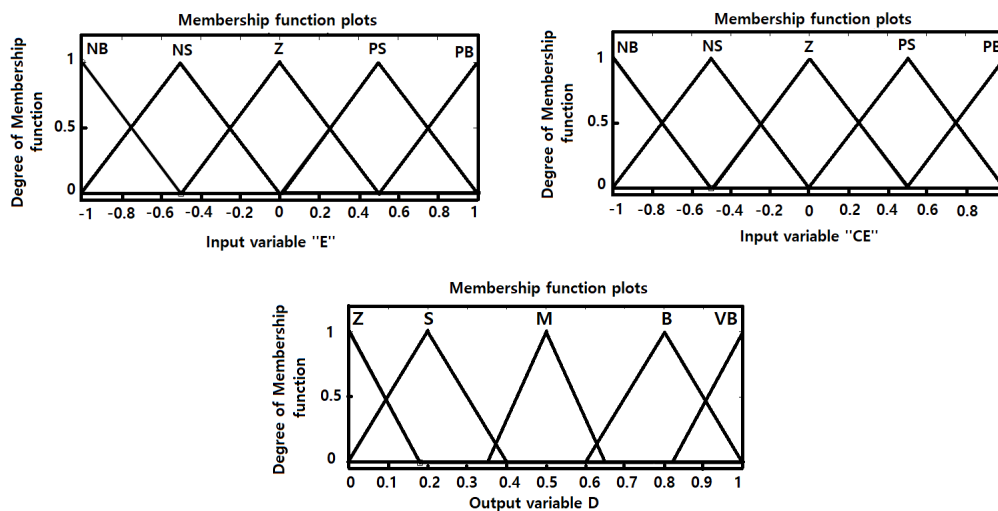 Membership function plots
NB NS Z PS PB
Degree of Membership
function
1
0.5
0
-1 -0.8 -0.6 -0.4 -0.2 0 0.2 0.4 0.6 0.8 1
Input variable "E"
Membership function plots
NB NS Z PS PB
Degree of Membership
function
1
0.5
0
-1 -0.8 -0.6 -0.4 -0.2 0 0.2 0.4 0.6 0.8
Input variable "CE"
Membership function plots
Z S M B VB
Degree of Membership
function
1
0.5
0
0 0.1 0.2 0.3 0.4 0.5 0.6 0.7 0.8 0.9 1
Output variable D